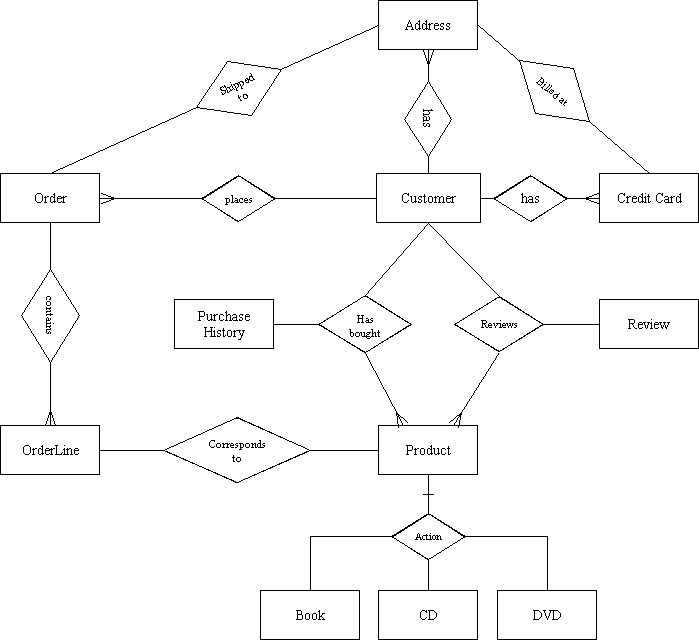 Address
Shipped
to
has
Billed at
Order
places
Customer
has
Credit Card
contains
Purchase
History
Has
bought
Reviews
Review
OrderLine
Corresponds
to
Product
Action
Book
CD
DVD